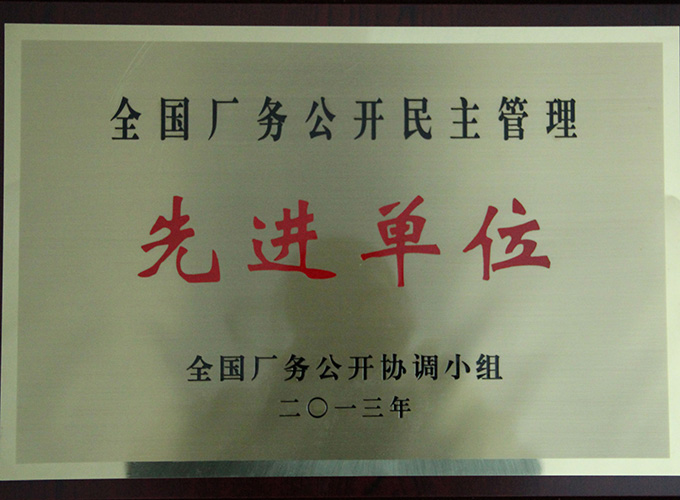 全国厂务公开民主管理
先进单位
全国厂务公开协调小组
二〇一三年